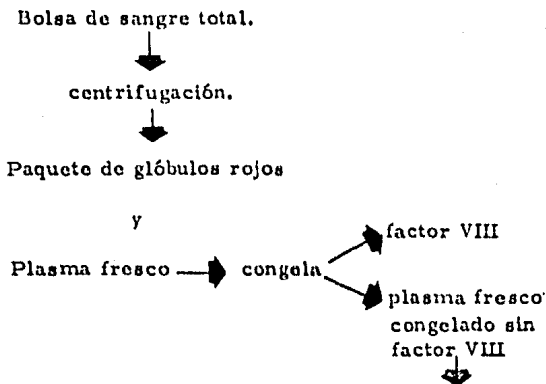 Bolsa de sangre total.
centrifugación.
Paquete de glóbulos rojos
y
Plasma fresco
congela
factor VIII
plasma fresco
congelado sin
factor VIII